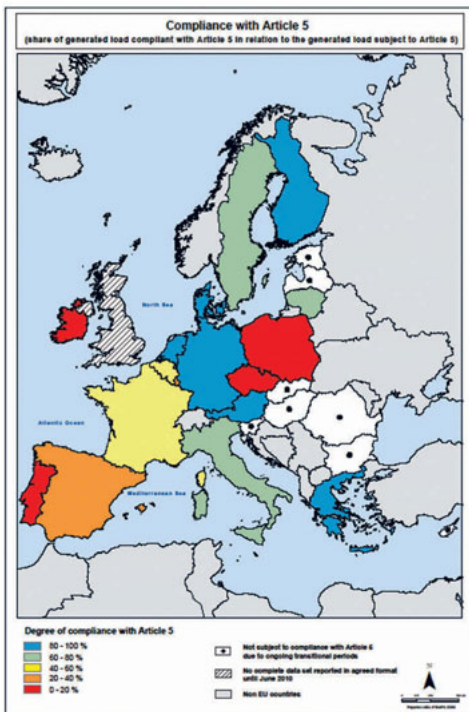 Compliance with Article 5
(share of generated load compliant with Article 5 in relation to the generated load subject to Article 5)
North Sea
Atlantic Ocean
Mediterranean Sea
Degree of compliance with Article 5
80 - 100 %
60 - 80 %
40 - 60 %
20 - 40 %
0 - 20 %
Not subject to compliance with Article 5
due to ongoing transitional periods
No complete data set reported in agreed format
until June 2010
Non EU countries
N